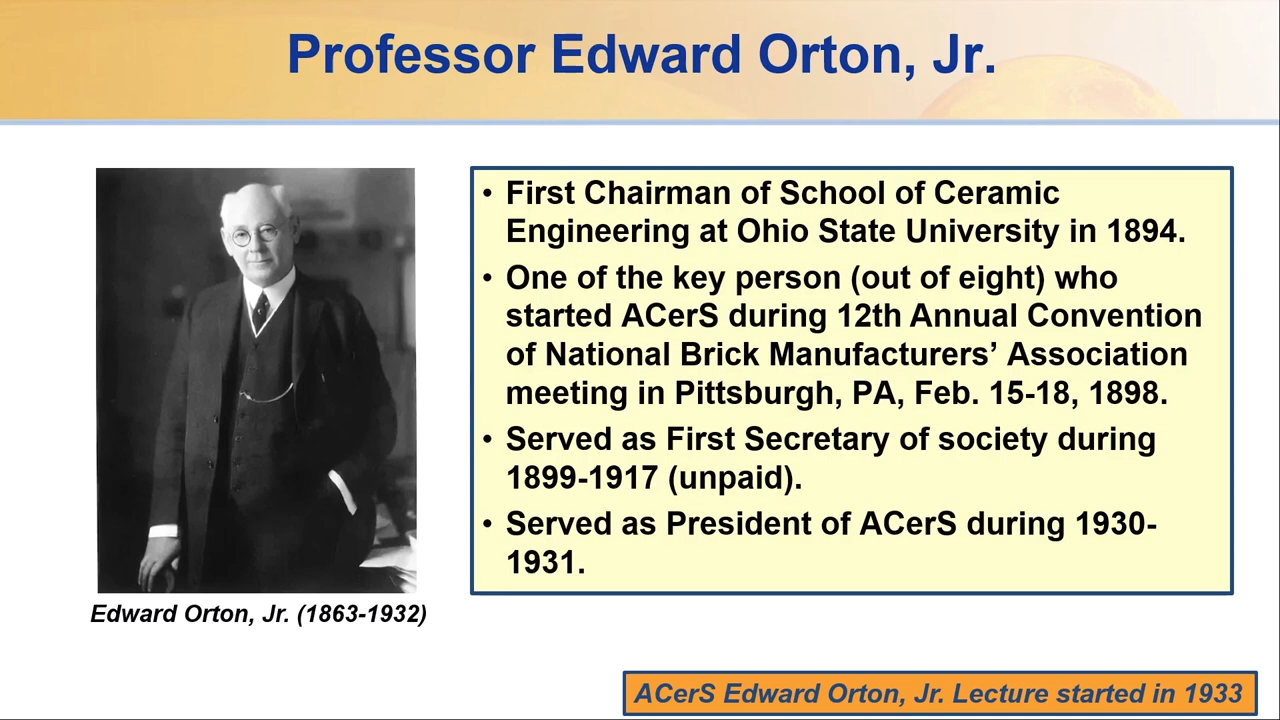 Professor Edward Orton, Jr.
• First Chairman of School of Ceramic
Engineering at Ohio State University in 1894.
• One of the key person (out of eight) who
started ACerS during 12th Annual Convention
of National Brick Manufacturers’ Association
meeting in Pittsburgh, PA, Feb. 15-18, 1898.
• Served as First Secretary of society during
1899-1917 (unpaid).
• Served as President of ACerS during 1930-
1931.
Edward Orton, Jr. (1863-1932)
ACerS Edward Orton, Jr. Lecture started in 1933